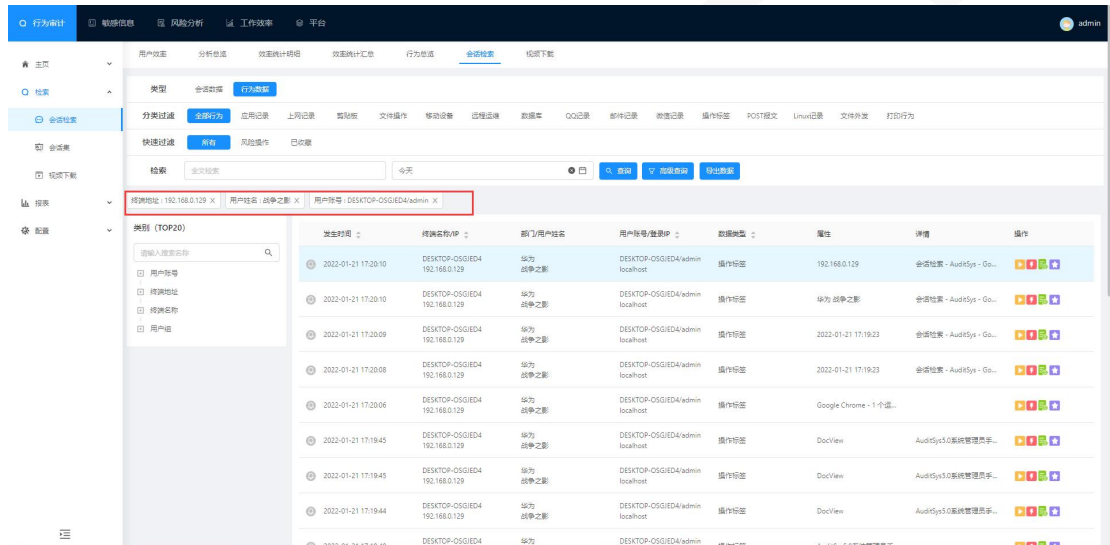 行为审计 敏感信息 风险分析 工作效率 平台 admin
用户效率 分析总览 效率统计明细 效率统计汇总 行为总览 会话检索 视频下载
主页
检索
会话检索
会话集
视频下载
报表
配置
类型 会话数据 行为数据
分类过滤 全部行为 应用记录 上网记录 剪贴板 文件操作 移动设备 远程运维 数据库 QQ记录 邮件记录 微信记录 操作标签 POST报文 Linux记录 文件外发 打印行为
快速过滤 所有 风险操作 已收藏
检索 全文检索 今天 查询 高级查询 导出数据
终端地址 : 192.168.0.129 X 用户姓名 : 战争之影 X 用户账号 : DESKTOP-OSGJED4/admin X
类别（TOP20）
请输入搜索名称
用户账号
终端地址
终端名称
用户组
发生时间 终端名称/IP 部门/用户姓名 用户账号/登录IP 数据类型 属性 详情 操作
2022-01-21 17:20:10 DESKTOP-OSGJED4 华为 DESKTOP-OSGJED4/admin 操作标签 192.168.0.129 会话检索 - AuditSys - Go...
192.168.0.129 战争之影 localhost
2022-01-21 17:20:10 DESKTOP-OSGJED4 华为 DESKTOP-OSGJED4/admin 操作标签 华为 战争之影 会话检索 - AuditSys - Go...
192.168.0.129 战争之影 localhost
2022-01-21 17:20:09 DESKTOP-OSGJED4 华为 DESKTOP-OSGJED4/admin 操作标签 2022-01-21 17:19:23 会话检索 - AuditSys - Go...
192.168.0.129 战争之影 localhost
2022-01-21 17:20:08 DESKTOP-OSGJED4 华为 DESKTOP-OSGJED4/admin 操作标签 2022-01-21 17:19:23 会话检索 - AuditSys - Go...
192.168.0.129 战争之影 localhost
2022-01-21 17:20:06 DESKTOP-OSGJED4 华为 DESKTOP-OSGJED4/admin 操作标签 Google Chrome - 1 个运...
192.168.0.129 战争之影 localhost
2022-01-21 17:19:45 DESKTOP-OSGJED4 华为 DESKTOP-OSGJED4/admin 操作标签 DocView AuditSys5.0系统管理员手...
192.168.0.129 战争之影 localhost
2022-01-21 17:19:45 DESKTOP-OSGJED4 华为 DESKTOP-OSGJED4/admin 操作标签 DocView AuditSys5.0系统管理员手...
192.168.0.129 战争之影 localhost
2022-01-21 17:19:44 DESKTOP-OSGJED4 华为 DESKTOP-OSGJED4/admin 操作标签 DocView AuditSys5.0系统管理员手...
192.168.0.129 战争之影 localhost
DESKTOP-OSGJED4 华为 DESKTOP-OSGJED4/admin